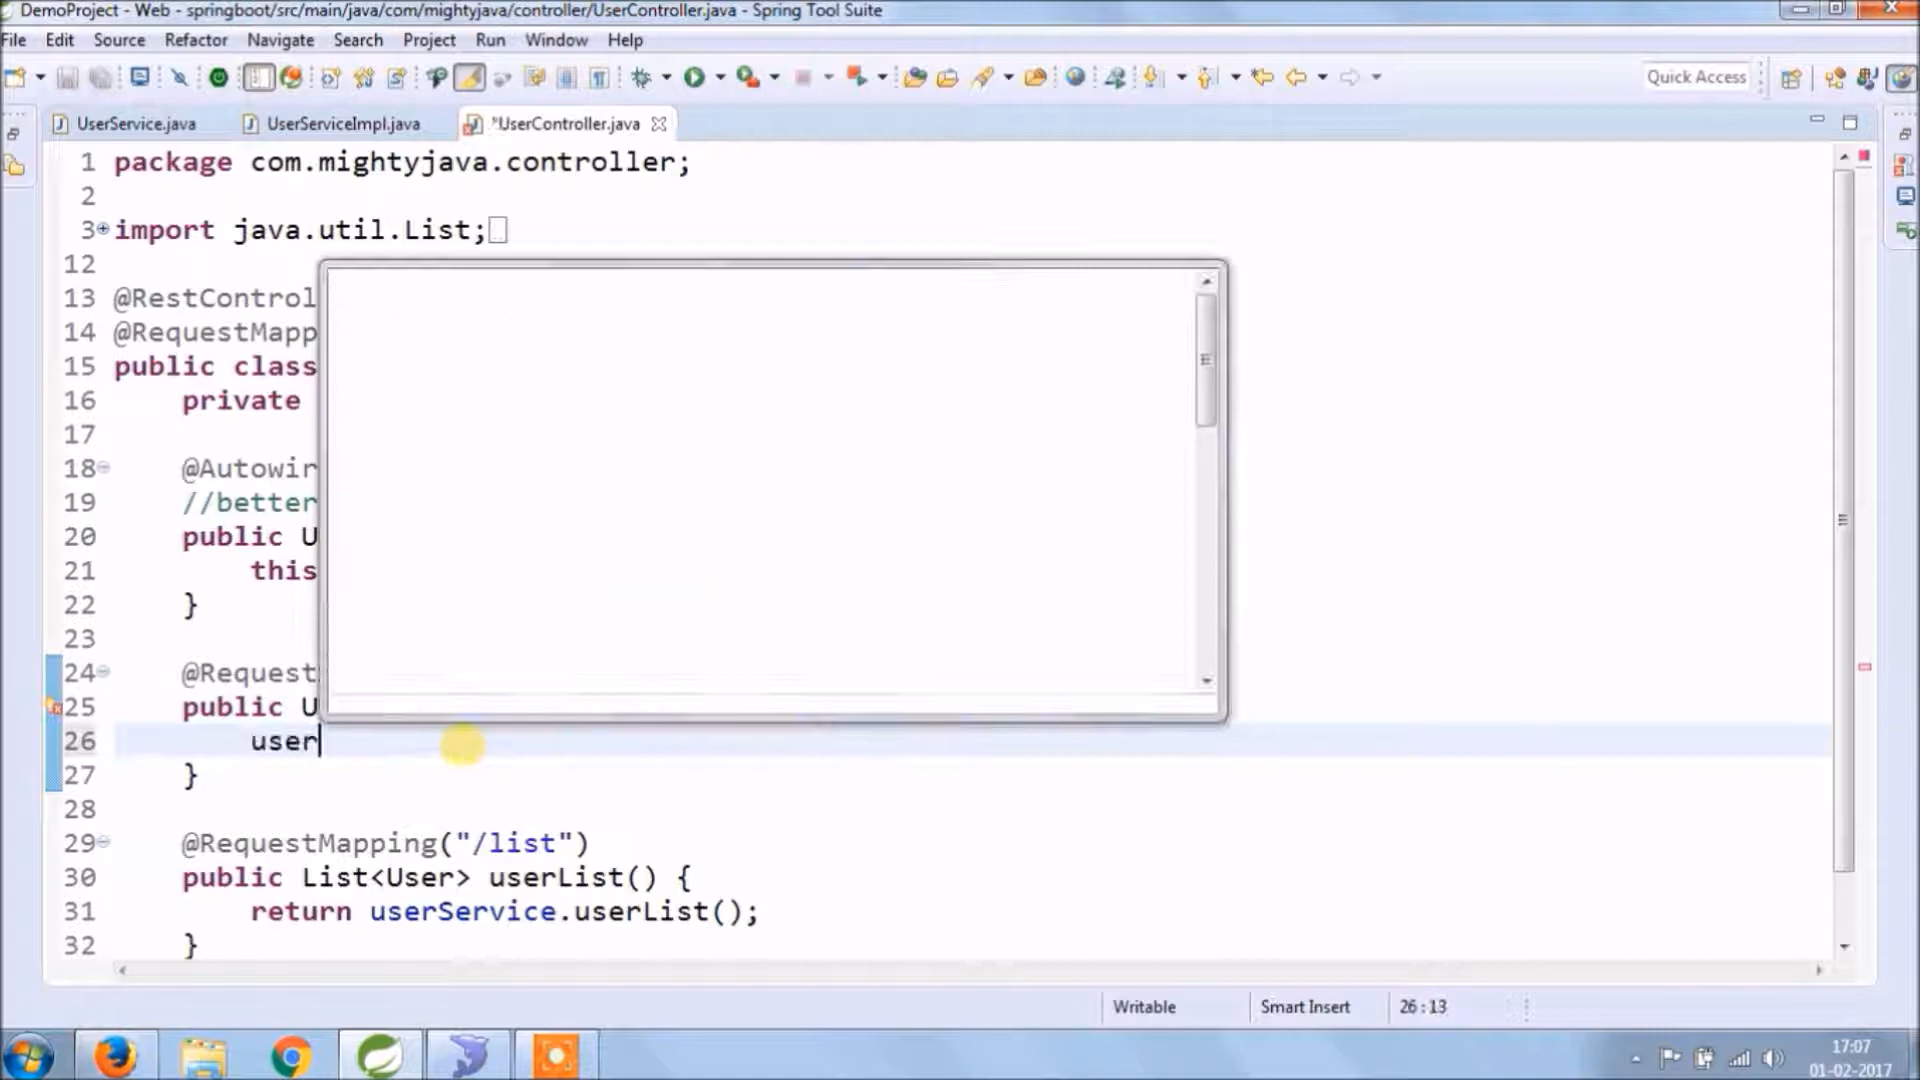 DemoProject - Web - springboot/src/main/java/com/mightyjava/controller/UserController.java - Spring Tool Suite
File Edit Source Refactor Navigate Search Project Run Window Help
Quick Access
UserService.java UserServiceImpl.java *UserController.java
1 package com.mightyjava.controller;
2
3 import java.util.List;
12
13 @RestControl
14 @RequestMapp
15 public class
16 private
17
18 @Autowir
19 //better
20 public U
21 this
22 }
23
24 @Request
25 public U
26 user
27 }
28
29 @RequestMapping("/list")
30 public List<User> userList() {
31 return userService.userList();
32 }
Writable Smart Insert 26 : 13
17:07
01-02-2017